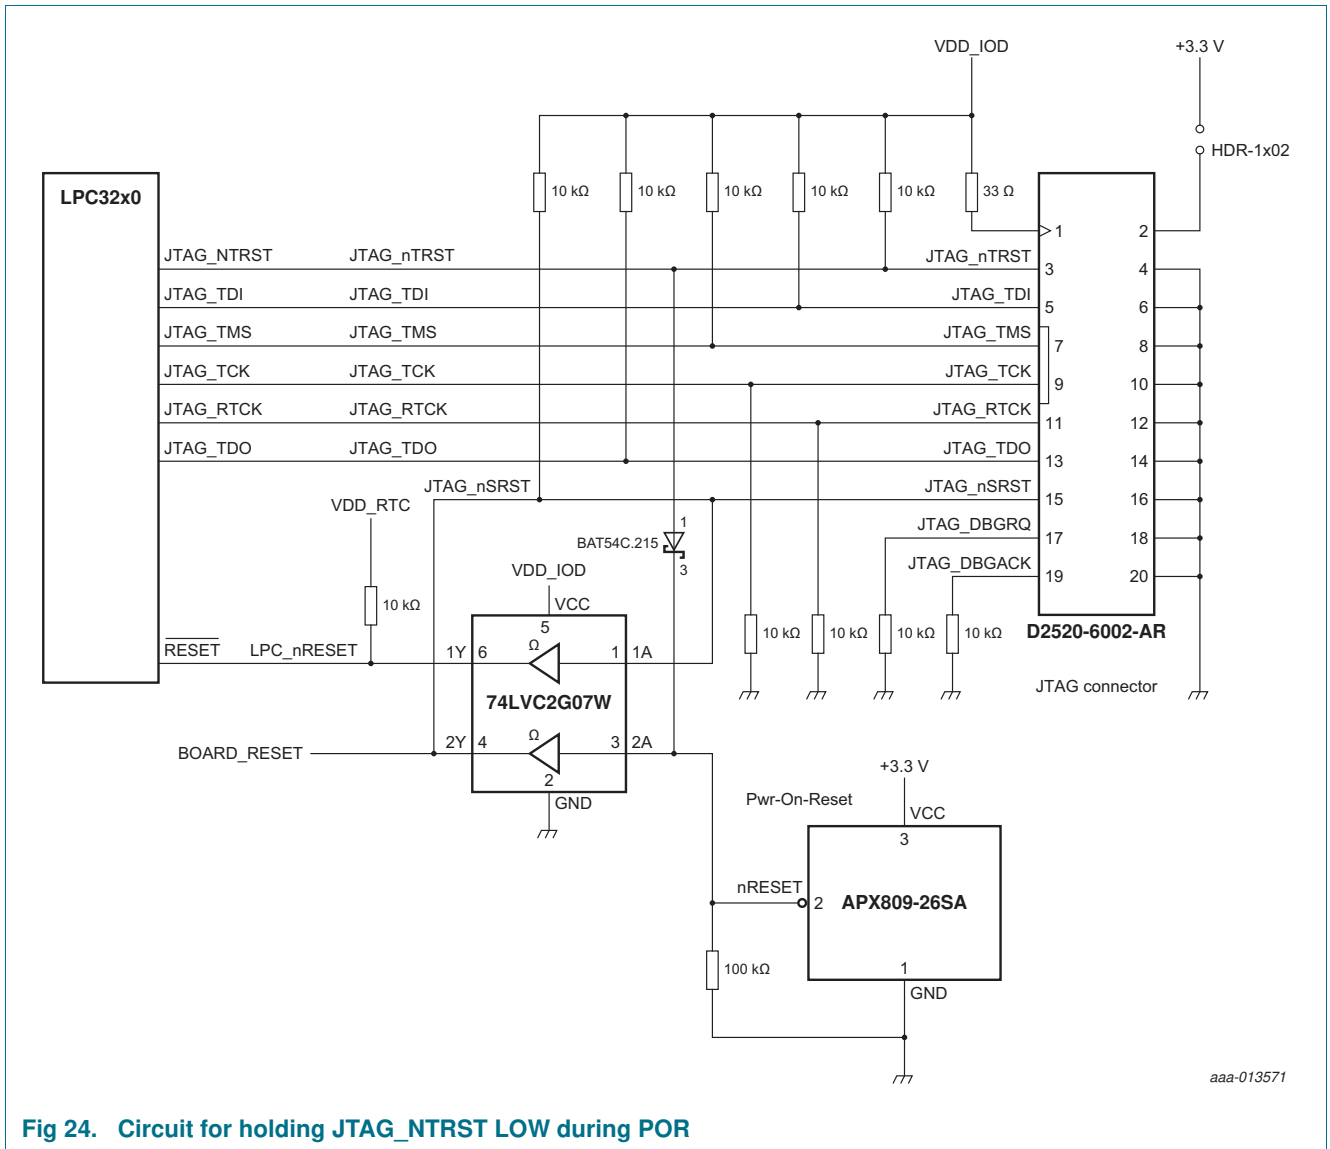 VDD_IOD
+3.3 V
HDR-1x02
LPC32x0
10 kΩ
10 kΩ
10 kΩ
10 kΩ
10 kΩ
33 Ω
1
2
JTAG_NTRST
JTAG_nTRST
JTAG_nTRST
3
4
JTAG_TDI
JTAG_TDI
JTAG_TDI
5
6
JTAG_TMS
JTAG_TMS
JTAG_TMS
7
8
JTAG_TCK
JTAG_TCK
JTAG_TCK
9
10
JTAG_RTCK
JTAG_RTCK
JTAG_RTCK
11
12
JTAG_TDO
JTAG_TDO
JTAG_TDO
13
14
JTAG_nSRST
JTAG_nSRST
15
16
VDD_RTC
JTAG_DBGRQ
17
18
BAT54C.215
1
3
JTAG_DBGACK
19
20
VDD_IOD
VCC
5
10 kΩ
10 kΩ
10 kΩ
10 kΩ
10 kΩ
D2520-6002-AR
JTAG connector
RESET
LPC_nRESET
1Y
6
Ω
1
1A
74LVC2G07W
BOARD_RESET
2Y
4
Ω
3
2A
2
GND
+3.3 V
Pwr-On-Reset
VCC
3
nRESET
2
APX809-26SA
100 kΩ
1
GND
aaa-013571
Fig 24. Circuit for holding JTAG_NTRST LOW during POR